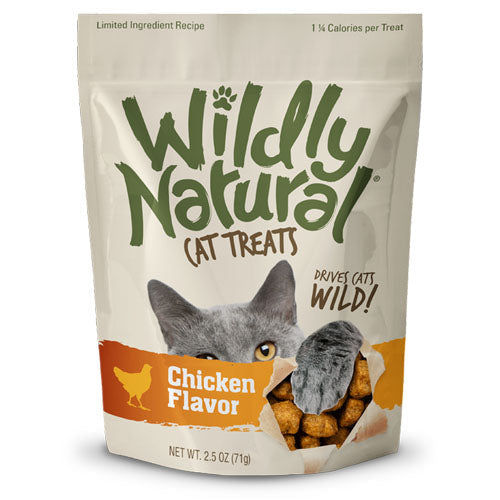 Limited Ingredient Recipe
1 ¼ Calories per Treat
Wildly
Natural®
CAT TREATS
DRIVES CATS
WILD!
Chicken
Flavor
NET WT. 2.5 OZ (71g)